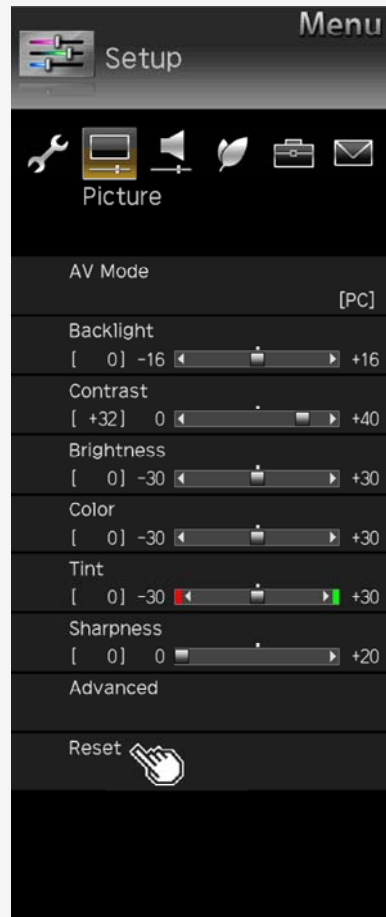 Menu
Setup
Picture
AV Mode
[PC]
Backlight
[ 0] -16 +16
Contrast
[ +32] 0 +40
Brightness
[ 0] -30 +30
Color
[ 0] -30 +30
Tint
[ 0] -30 +30
Sharpness
[ 0] 0 +20
Advanced
Reset